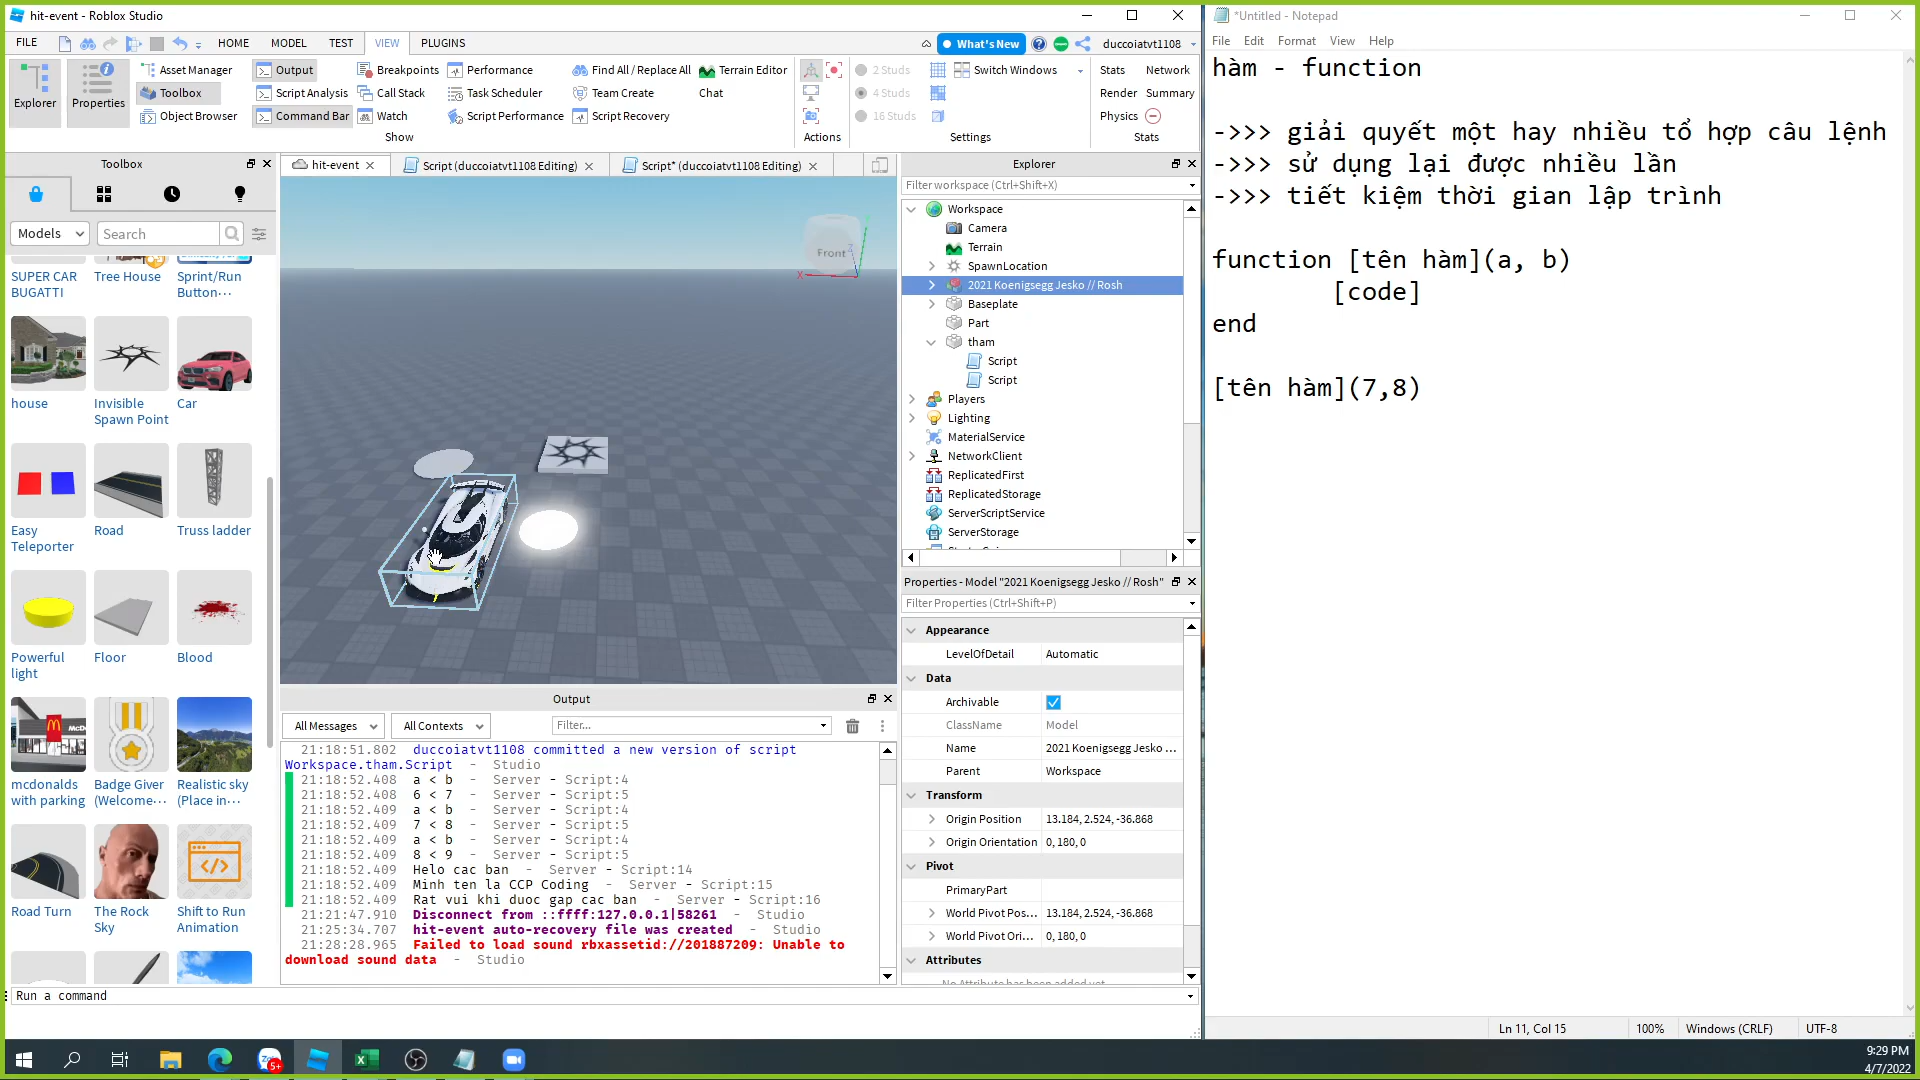 hit-event - Roblox Studio
FILE HOME MODEL TEST VIEW PLUGINS
What's New duccoiatvt1108
Explorer
Properties
Asset Manager
Toolbox
Object Browser
Output
Script Analysis
Command Bar
Breakpoints
Call Stack
Watch
Performance
Task Scheduler
Script Performance
Find All / Replace All
Team Create
Script Recovery
Terrain Editor
Chat
Show
Actions
2 Studs
4 Studs
16 Studs
Switch Windows
Settings
Stats Network
Render Summary
Physics
Stats
Toolbox
Models
Search
SUPER CAR BUGATTI
Tree House
Sprint/Run Button...
house
Invisible Spawn Point
Car
Easy Teleporter
Road
Truss ladder
Powerful light
Floor
Blood
mcdonalds with parking
Badge Giver (Welcome...
Realistic sky (Place in...
Road Turn
The Rock Sky
Shift to Run Animation
hit-event
Script (duccoiatvt1108 Editing)
Script* (duccoiatvt1108 Editing)
Front
X
Z
Output
All Messages
All Contexts
Filter...
21:18:51.802 duccoiatvt1108 committed a new version of script
Workspace.tham.Script - Studio
21:18:52.408 a < b - Server - Script:4
21:18:52.408 6 < 7 - Server - Script:5
21:18:52.409 a < b - Server - Script:4
21:18:52.409 7 < 8 - Server - Script:5
21:18:52.409 a < b - Server - Script:4
21:18:52.409 8 < 9 - Server - Script:5
21:18:52.409 Helo cac ban - Server - Script:14
21:18:52.409 Minh ten la CCP Coding - Server - Script:15
21:18:52.409 Rat vui khi duoc gap cac ban - Server - Script:16
21:21:47.910 Disconnect from ::ffff:127.0.0.1|58261 - Studio
21:25:34.707 hit-event auto-recovery file was created - Studio
21:28:28.965 Failed to load sound rbxassetid://201887209: Unable to
download sound data - Studio
Run a command
Explorer
Filter workspace (Ctrl+Shift+X)
Workspace
Camera
Terrain
SpawnLocation
2021 Koenigsegg Jesko // Rosh
Baseplate
Part
tham
Script
Script
Players
Lighting
MaterialService
NetworkClient
ReplicatedFirst
ReplicatedStorage
ServerScriptService
ServerStorage
Properties - Model "2021 Koenigsegg Jesko // Rosh"
Filter Properties (Ctrl+Shift+P)
Appearance
LevelOfDetail Automatic
Data
Archivable
ClassName Model
Name 2021 Koenigsegg Jesko ...
Parent Workspace
Transform
Origin Position 13.184, 2.524, -36.868
Origin Orientation 0, 180, 0
Pivot
PrimaryPart
World Pivot Pos... 13.184, 2.524, -36.868
World Pivot Ori... 0, 180, 0
Attributes
No Attribute has been added yet
*Untitled - Notepad
File Edit Format View Help
hàm - function
->>> giải quyết một hay nhiều tổ hợp câu lệnh
->>> sử dụng lại được nhiều lần
->>> tiết kiệm thời gian lập trình
function [tên hàm](a, b)
[code]
end
[tên hàm](7,8)
Ln 11, Col 15 100% Windows (CRLF) UTF-8
5+
9:29 PM
4/7/2022